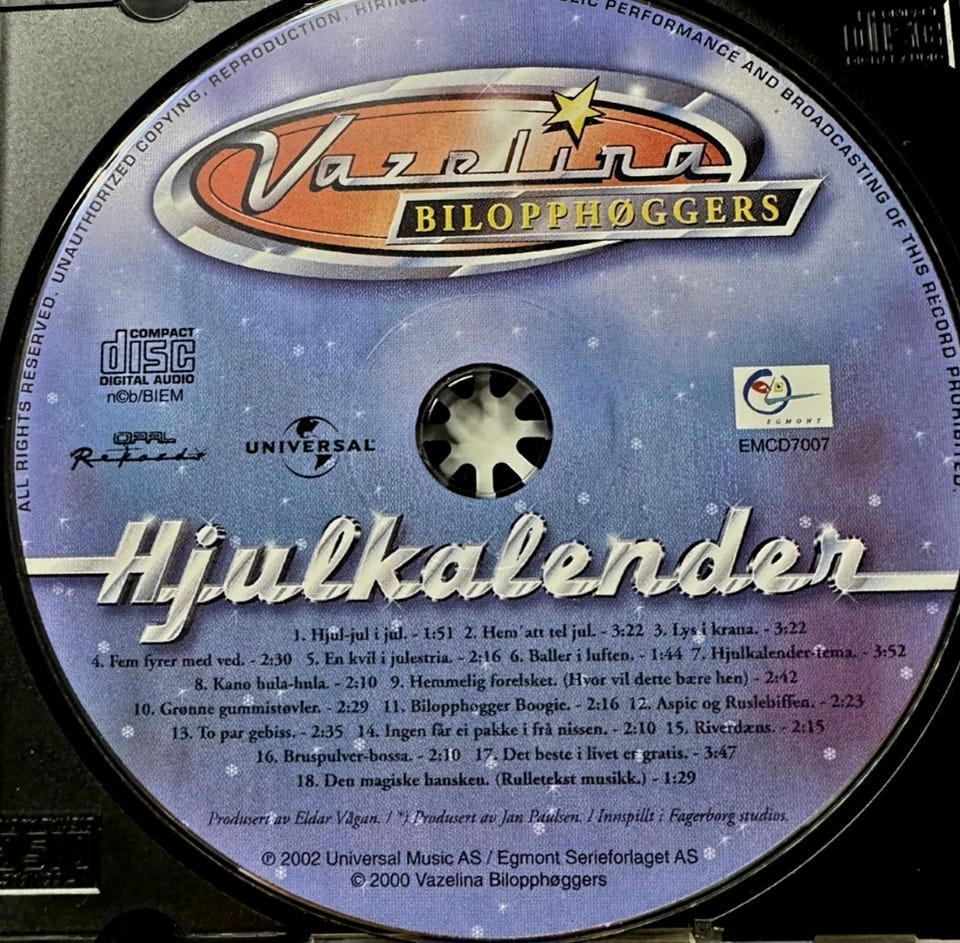 ALL RIGHTS RESERVED. UNAUTHORIZED COPYING, REPRODUCTION, HIRING, PUBLIC PERFORMANCE AND BROADCASTING OF THIS RECORD PROHIBITED.
Vazelina
BILOPPHØGGERS
COMPACT
disc
DIGITAL AUDIO
n©b/BIEM
OPAL
Rekords
UNIVERSAL
EGMONT
EMCD7007
Hjulkalender
1. Hjul-jul i jul. - 1:51 2. Hem´att tel jul. - 3:22 3. Lys i krana. - 3:22
4. Fem fyrer med ved. - 2:30 5. En kvil i julestria. - 2:16 6. Baller i luften. - 1:44 7. Hjulkalender-tema. - 3:52
8. Kano hula-hula. - 2:10 9. Hemmelig forelsket. (Hvor vil dette bære hen) - 2:42
10. Grønne gummistøvler. - 2:29 11. Bilopphøgger Boogie. - 2:16 12. Aspic og Ruslebiffen. - 2:23
13. To par gebiss. - 2:35 14. Ingen får ei pakke i frå nissen. - 2:10 15. Riverdæns. - 2:15
16. Bruspulver-bossa. - 2:10 17. Det beste i livet er gratis. - 3:47
18. Den magiske hansken. (Rulletekst musikk.) - 1:29
Produsert av Eldar Vågan. / *) Produsert av Jan Paulsen. / Innspillt i Fagerborg studios.
℗ 2002 Universal Music AS / Egmont Serieforlaget AS
© 2000 Vazelina Bilopphøggers